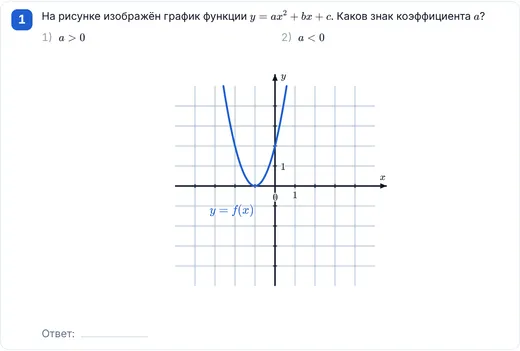 1
На рисунке изображён график функции y = ax² + bx + c. Каков знак коэффициента a?
1) a > 0 2) a < 0
y
x
1
0 1
y = f(x)
Ответ: